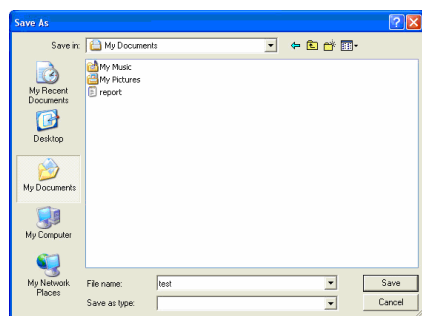 Save As
Save in:
My Documents
My Recent
Documents
Desktop
My Documents
My Computer
My Network
Places
My Music
My Pictures
report
File name:
test
Save
Save as type:
Cancel